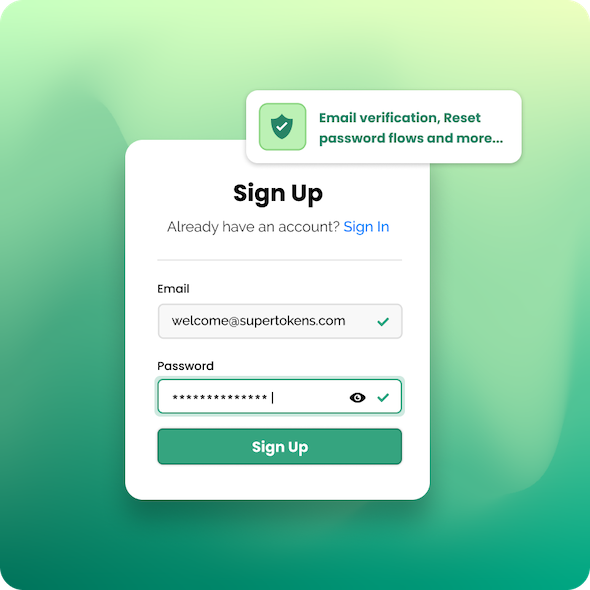 Email verification, Reset
password flows and more...
Sign Up
Already have an account? Sign In
Email
welcome@supertokens.com
Password
**************
Sign Up